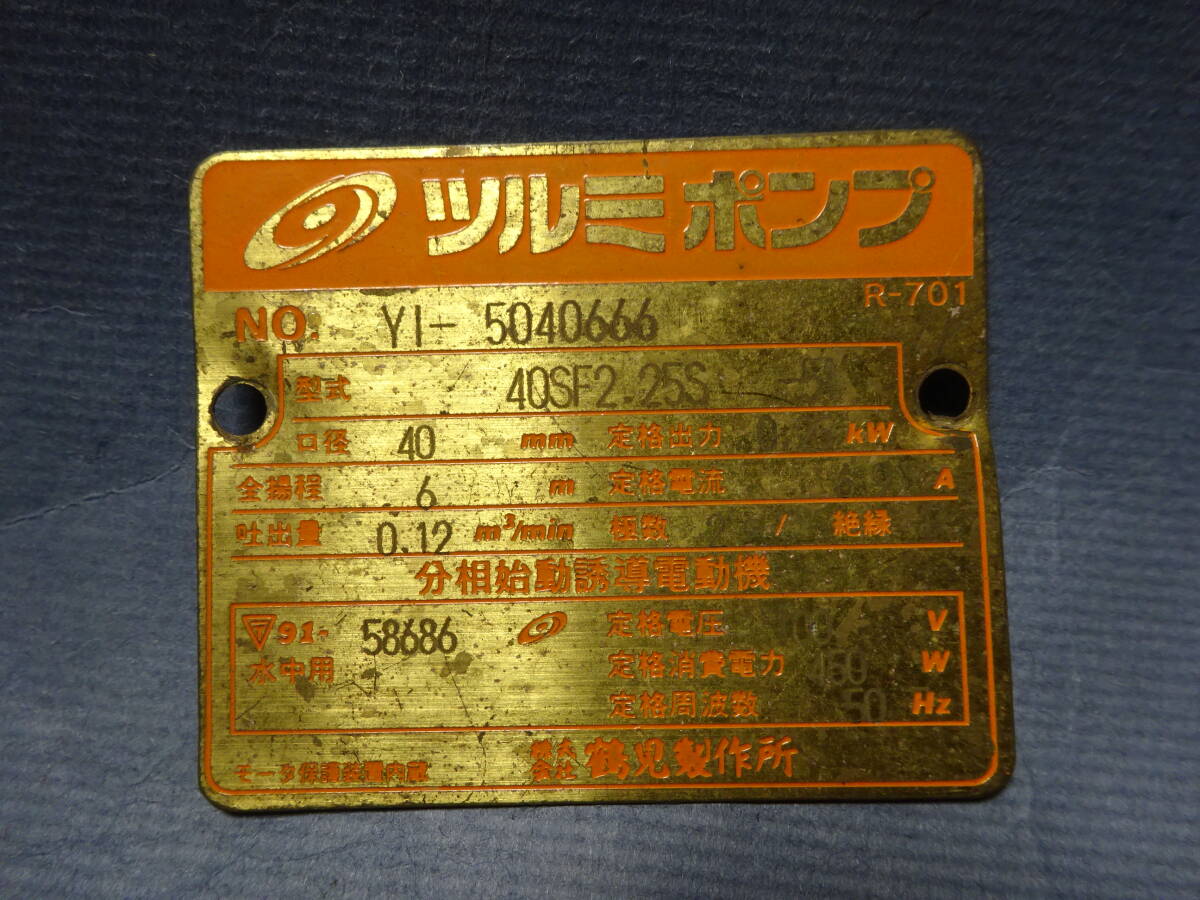 ツルミポンプ
R-701
NO. YI- 5040666
型式 40SF2.25S
口径 40 mm 定格出力 kW
全揚程 6 m 定格電流 A
吐出量 0.12 m³/min 極数 / 絶縁
分相始動誘導電動機
▽91- 58686 定格電圧 V
水中用 定格消費電力 450 W
定格周波数 50 Hz
モータ保護装置内蔵 株式会社 鶴見製作所